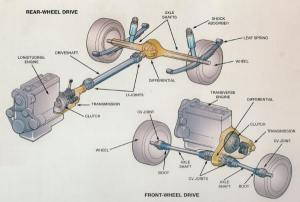 REAR-WHEEL DRIVE
AXLE
SHAFTS
SHOCK
ABSORBER
LONGITUDINAL
ENGINE
DRIVESHAFT
LEAF SPRING
WHEEL
DIFFERENTIAL
U-JOINTS
TRANSMISSION
CLUTCH
TRANSVERSE
ENGINE
DIFFERENTIAL
CV JOINT
CLUTCH
TRANSMISSION
WHEEL
CV JOINT
BOOT
AXLE
SHAFT
CV JOINTS
AXLE
SHAFT
BOOT
FRONT-WHEEL DRIVE